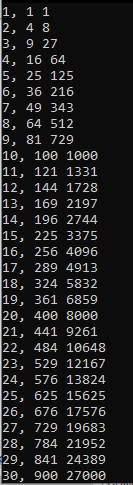 1, 1 1
2, 4 8
3, 9 27
4, 16 64
5, 25 125
6, 36 216
7, 49 343
8, 64 512
9, 81 729
10, 100 1000
11, 121 1331
12, 144 1728
13, 169 2197
14, 196 2744
15, 225 3375
16, 256 4096
17, 289 4913
18, 324 5832
19, 361 6859
20, 400 8000
21, 441 9261
22, 484 10648
23, 529 12167
24, 576 13824
25, 625 15625
26, 676 17576
27, 729 19683
28, 784 21952
29, 841 24389
30, 900 27000